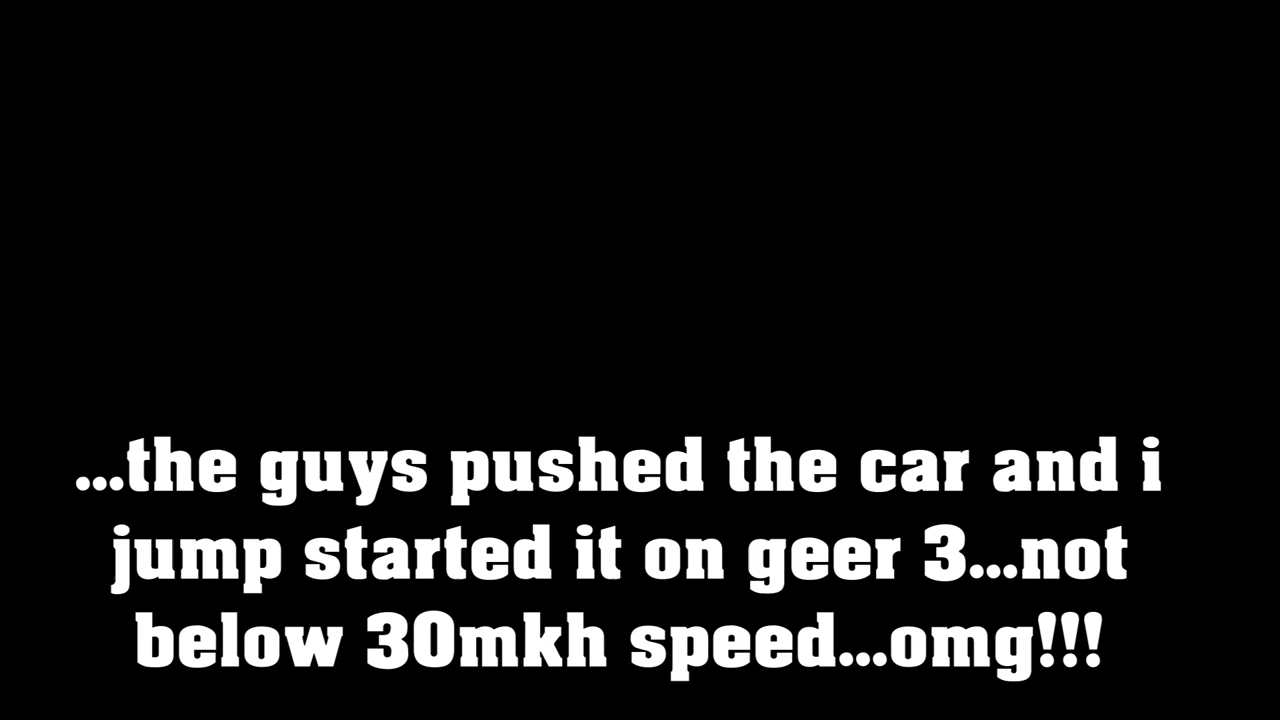 ...the guys pushed the car and i
jump started it on geer 3...not
below 30mkh speed...omg!!!